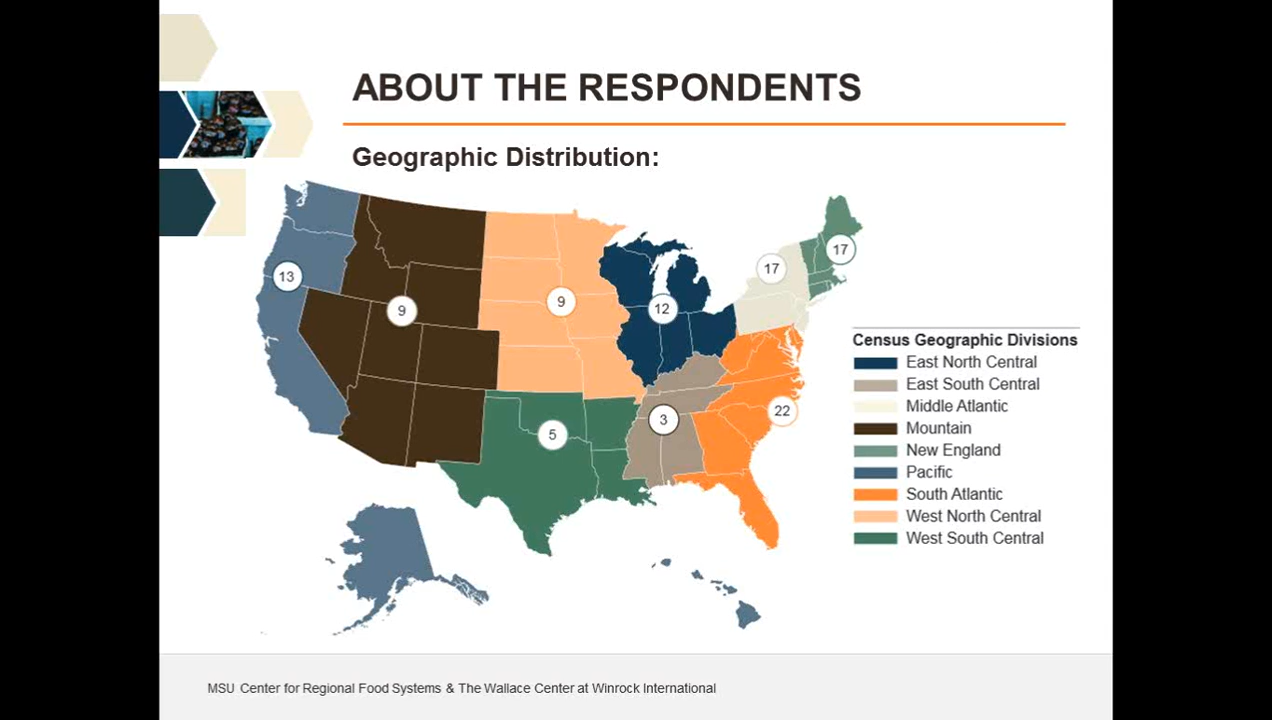 ABOUT THE RESPONDENTS
Geographic Distribution:
17
17
13
9
9
12
22
3
5
Census Geographic Divisions
East North Central
East South Central
Middle Atlantic
Mountain
New England
Pacific
South Atlantic
West North Central
West South Central
MSU Center for Regional Food Systems & The Wallace Center at Winrock International